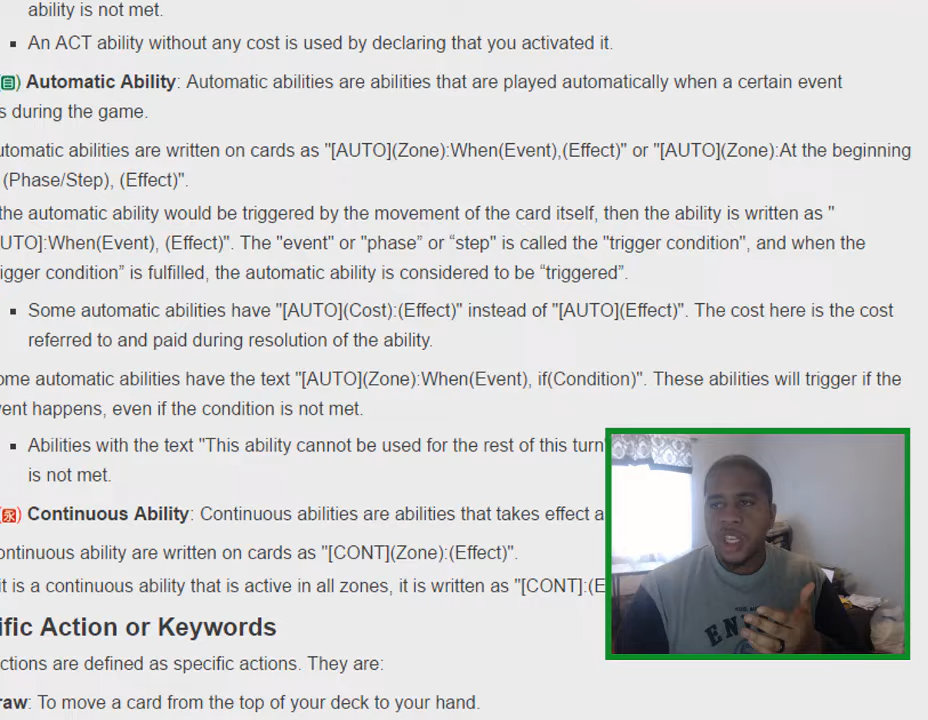 ability is not met.
▪ An ACT ability without any cost is used by declaring that you activated it.
Automatic Ability: Automatic abilities are abilities that are played automatically when a certain event
s during the game.
utomatic abilities are written on cards as "[AUTO](Zone):When(Event),(Effect)" or "[AUTO](Zone):At the beginning
(Phase/Step), (Effect)".
the automatic ability would be triggered by the movement of the card itself, then the ability is written as "
UTO]:When(Event), (Effect)". The "event" or "phase” or “step" is called the "trigger condition", and when the
igger condition” is fulfilled, the automatic ability is considered to be “triggered”.
▪ Some automatic abilities have "[AUTO](Cost):(Effect)" instead of "[AUTO](Effect)". The cost here is the cost
referred to and paid during resolution of the ability.
ome automatic abilities have the text "[AUTO](Zone):When(Event), if(Condition)". These abilities will trigger if the
vent happens, even if the condition is not met.
▪ Abilities with the text "This ability cannot be used for the rest of this turn"
is not met.
(永) Continuous Ability: Continuous abilities are abilities that takes effect a
ontinuous ability are written on cards as "[CONT](Zone):(Effect)".
it is a continuous ability that is active in all zones, it is written as "[CONT]:(E
ific Action or Keywords
ctions are defined as specific actions. They are:
raw: To move a card from the top of your deck to your hand.